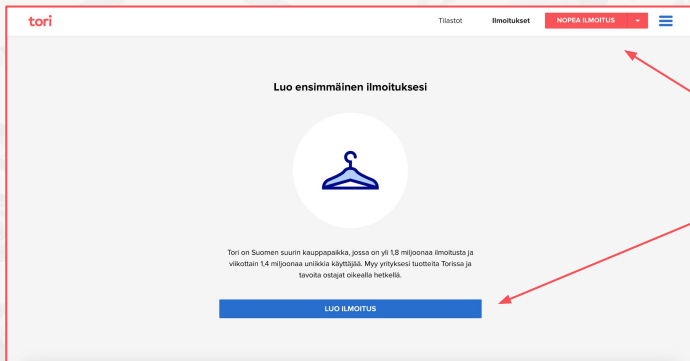 tori
Tilastot
Ilmoitukset
NOPEA ILMOITUS
Luo ensimmäinen ilmoituksesi
Tori on Suomen suurin kauppapaikka, jossa on yli 1,8 miljoonaa ilmoitusta ja
viikottain 1,4 miljoonaa uniikkia käyttäjää. Myy yrityksesi tuotteita Torissa ja
tavoita ostajat oikealla hetkellä.
LUO ILMOITUS